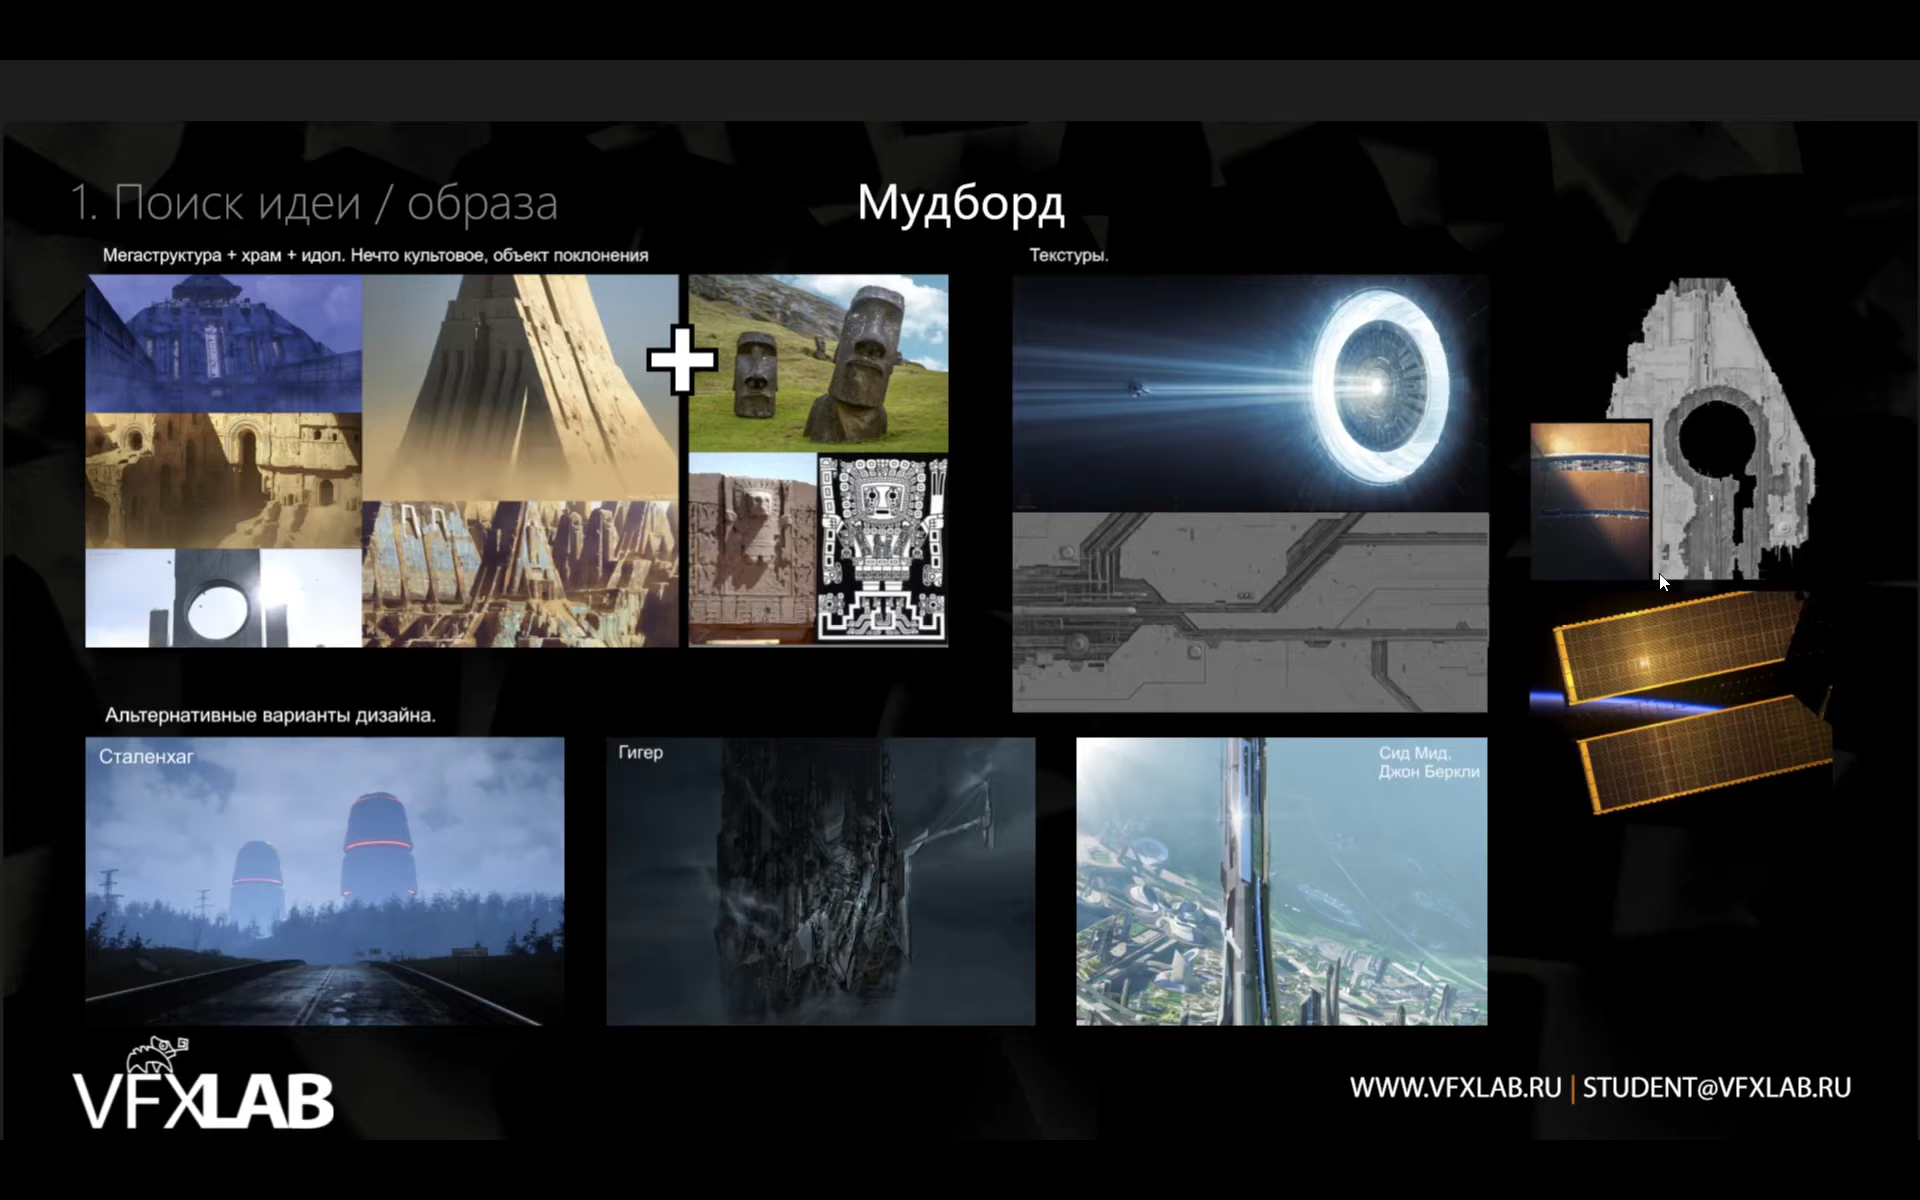 1. Поиск идеи / образа
Мудборд
Мегаструктура + храм + идол. Нечто культовое, объект поклонения
Текстуры.
Альтернативные варианты дизайна.
Сталенхаг
Гигер
Сид Мид.
Джон Беркли
VFXLAB
WWW.VFXLAB.RU | STUDENT@VFXLAB.RU